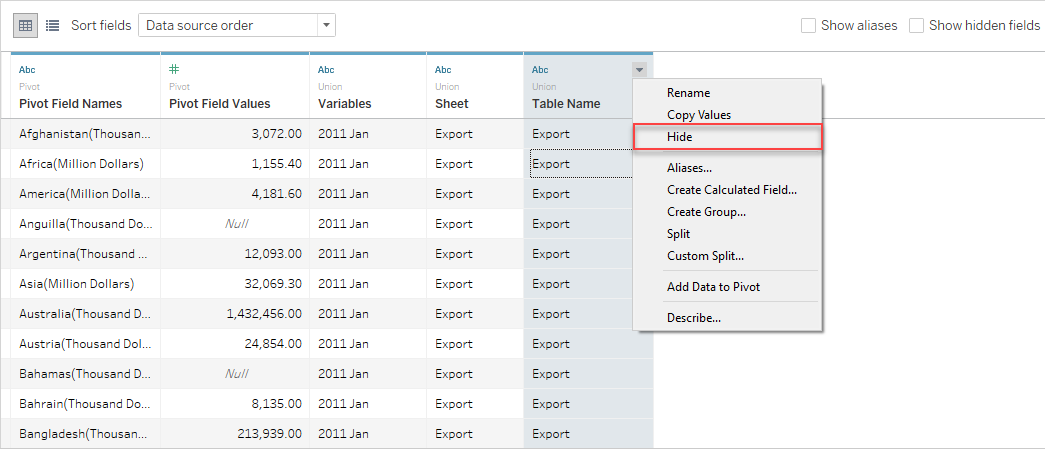 Sort fields Data source order Show aliases Show hidden fields
Abc # Abc Abc Abc
Pivot Pivot Union Union Union
Pivot Field Names Pivot Field Values Variables Sheet Table Name
Afghanistan(Thousan... 3,072.00 2011 Jan Export Export
Africa(Million Dollars) 1,155.40 2011 Jan Export Export
America(Million Dolla... 4,181.60 2011 Jan Export Export
Anguilla(Thousand Do... Null 2011 Jan Export Export
Argentina(Thousand ... 12,093.00 2011 Jan Export Export
Asia(Million Dollars) 32,069.30 2011 Jan Export Export
Australia(Thousand D... 1,432,456.00 2011 Jan Export Export
Austria(Thousand Dol... 24,854.00 2011 Jan Export Export
Bahamas(Thousand D... Null 2011 Jan Export Export
Bahrain(Thousand Do... 8,135.00 2011 Jan Export Export
Bangladesh(Thousan... 213,939.00 2011 Jan Export Export
Rename
Copy Values
Hide
Aliases...
Create Calculated Field...
Create Group...
Split
Custom Split...
Add Data to Pivot
Describe...